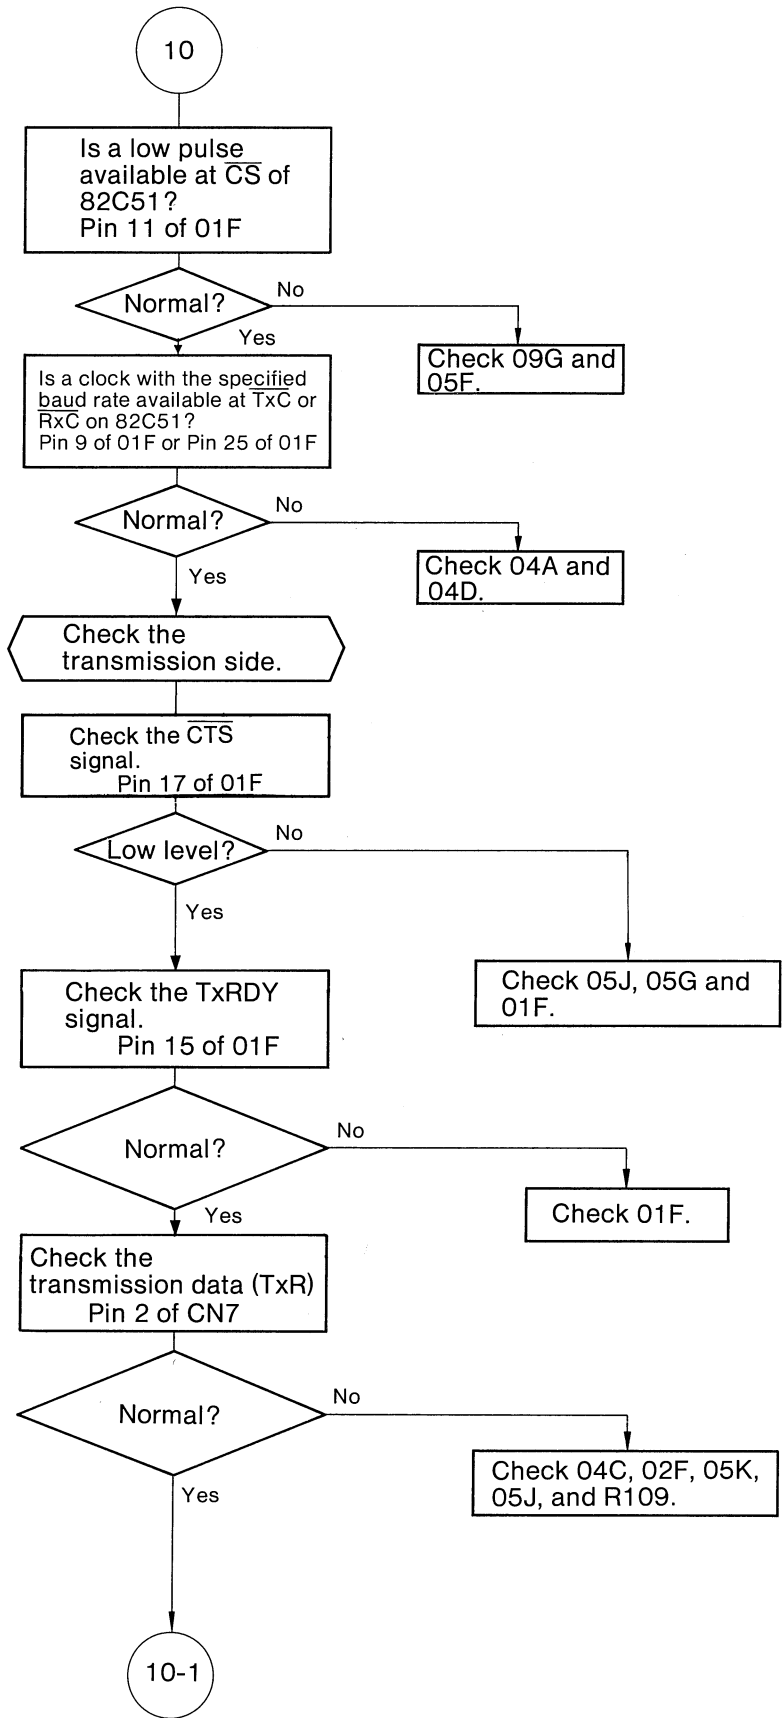 10
Is a low pulse
available at C̅S̅ of
82C51?
Pin 11 of 01F
Normal?
No
Yes
Check 09G and
05F.
Is a clock with the specified
baud rate available at T̅x̅C̅ or
R̅x̅C̅ on 82C51?
Pin 9 of 01F or Pin 25 of 01F
Normal?
No
Yes
Check 04A and
04D.
Check the
transmission side.
Check the C̅T̅S̅
signal.
Pin 17 of 01F
Low level?
No
Yes
Check 05J, 05G and
01F.
Check the TxRDY
signal.
Pin 15 of 01F
Normal?
No
Yes
Check 01F.
Check the
transmission data (TxR)
Pin 2 of CN7
Normal?
No
Yes
Check 04C, 02F, 05K,
05J, and R109.
10-1